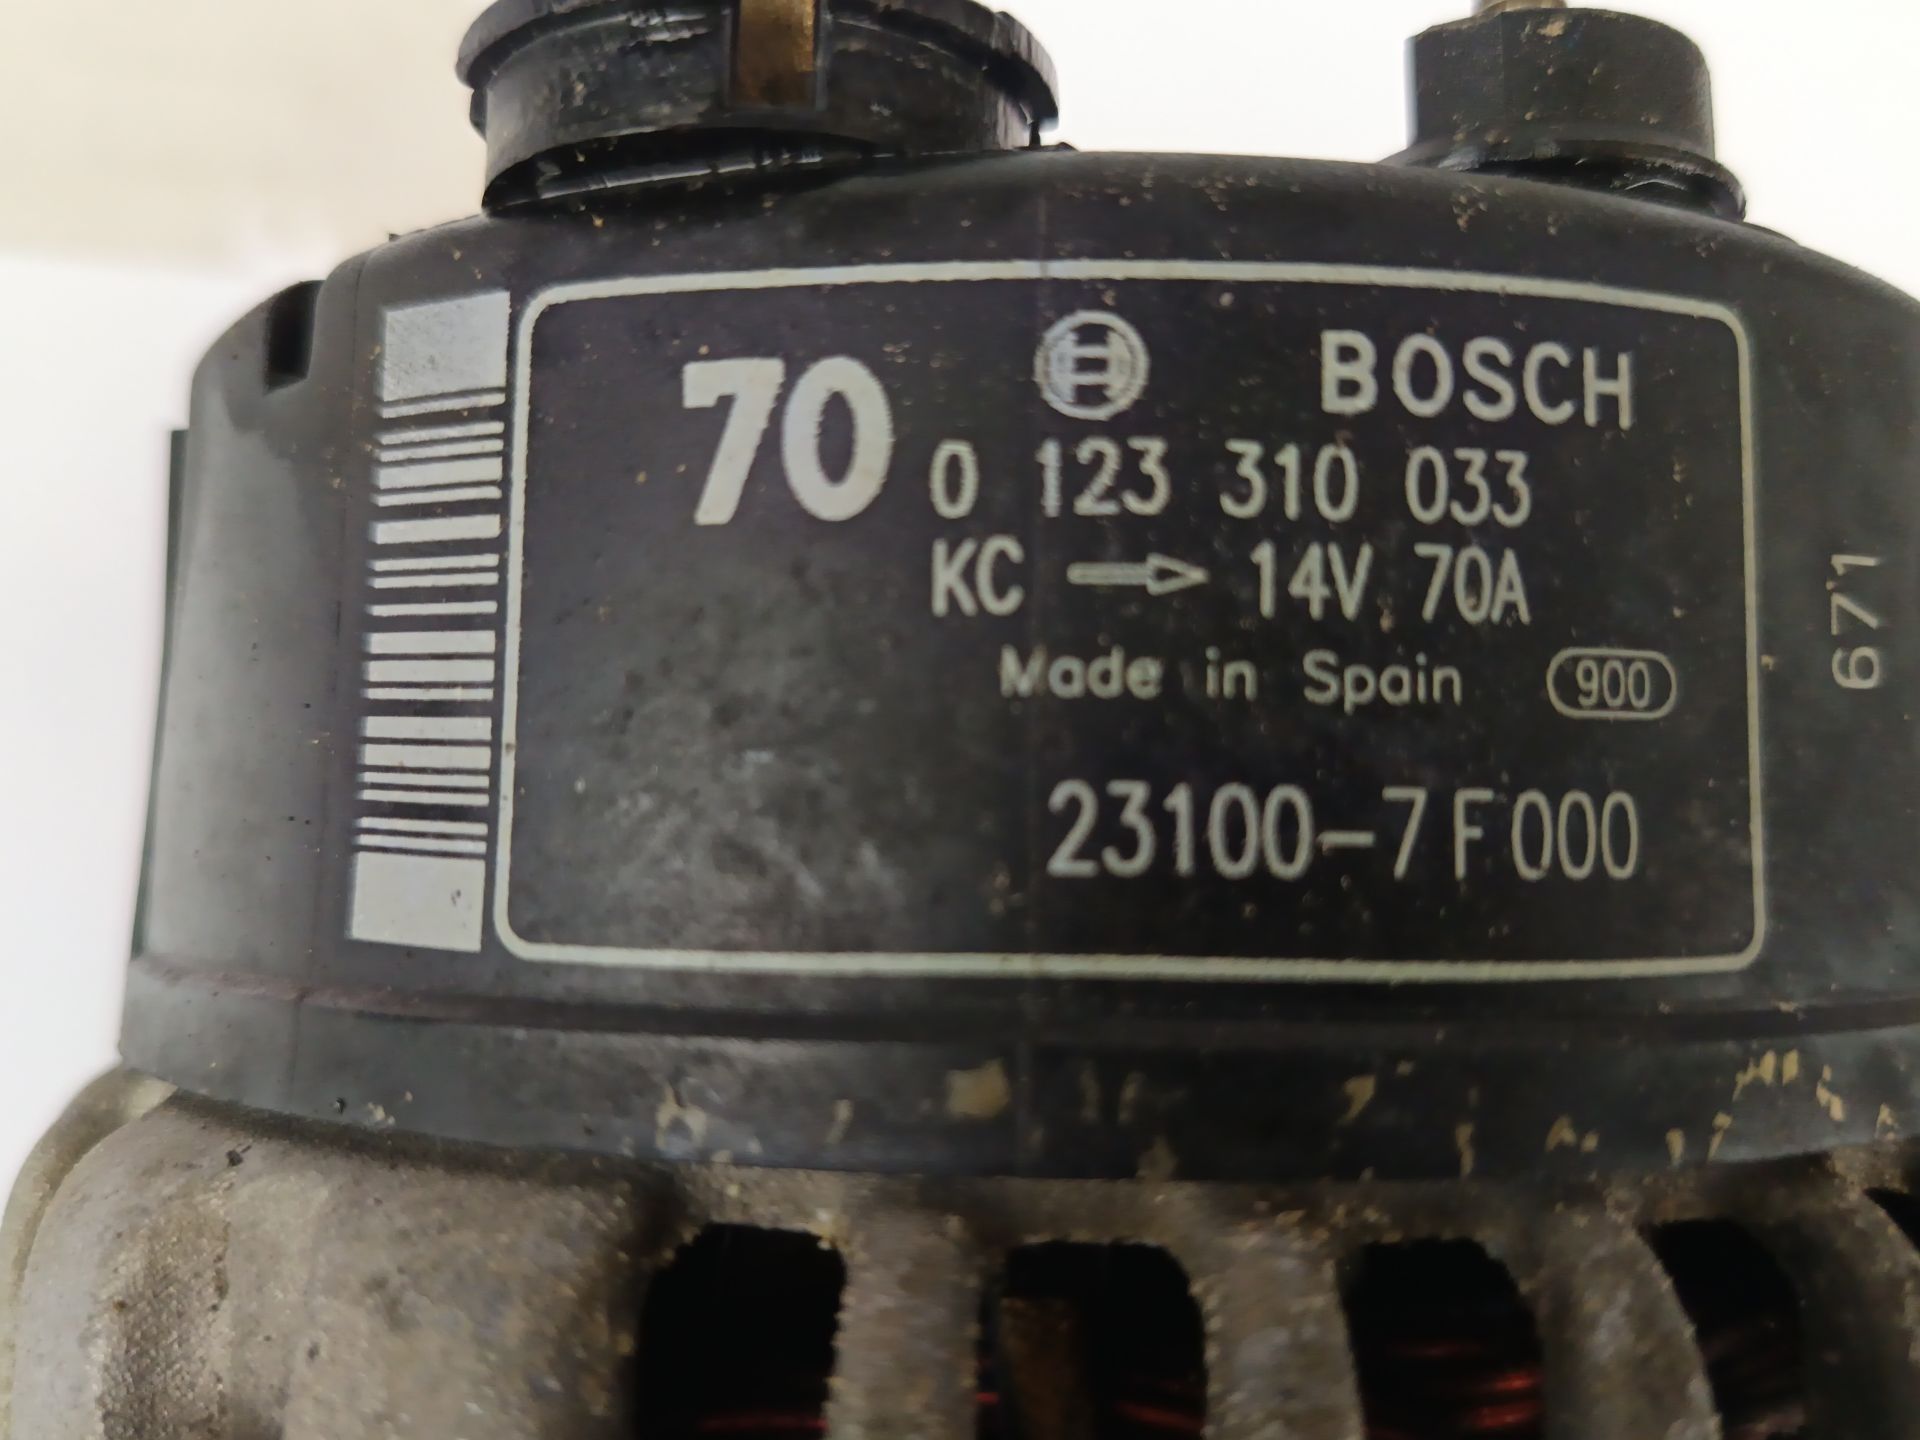 70 BOSCH
0 123 310 033
KC → 14V 70A
Made in Spain 900
23100-7F000
671